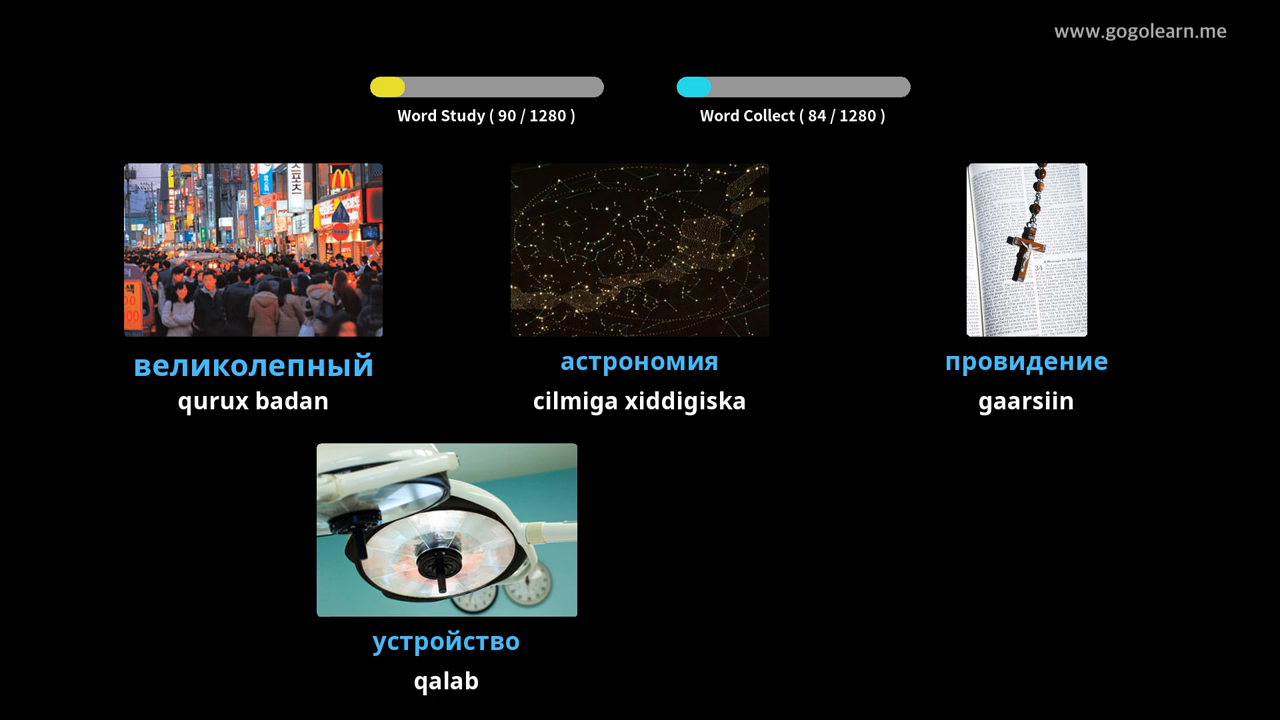 www.gogolearn.me
Word Study ( 90 / 1280 )
Word Collect ( 84 / 1280 )
великолепный
qurux badan
астрономия
cilmiga xiddigiska
провидение
gaarsiin
устройство
qalab